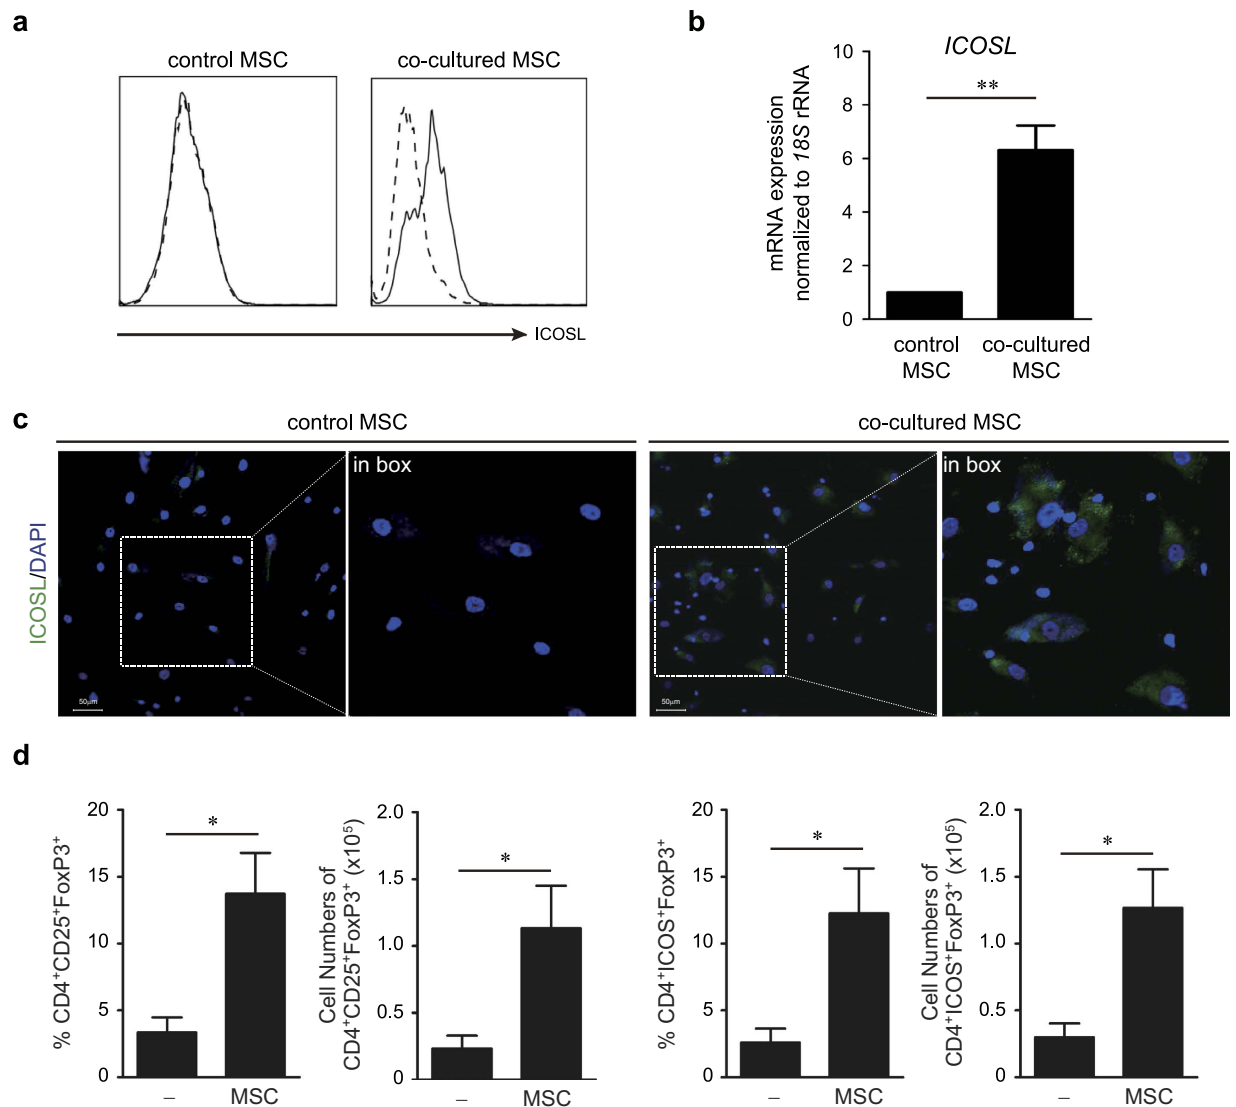 a
control MSC
co-cultured MSC
ICOSL
b
ICOSL
mRNA expression
normalized to 18S rRNA
10
8
6
4
2
0
**
control
MSC
co-cultured
MSC
c
control MSC
co-cultured MSC
ICOSL/DAPI
in box
in box
50μm
50μm
d
% CD4⁺CD25⁺FoxP3⁺
20
15
10
5
0
*
–
MSC
Cell Numbers of
CD4⁺CD25⁺FoxP3⁺ (x10⁵)
2.0
1.5
1.0
0.5
0
*
–
MSC
% CD4⁺ICOS⁺FoxP3⁺
20
15
10
5
0
*
–
MSC
Cell Numbers of
CD4⁺ICOS⁺FoxP3⁺ (x10⁵)
2.0
1.5
1.0
0.5
0
*
–
MSC